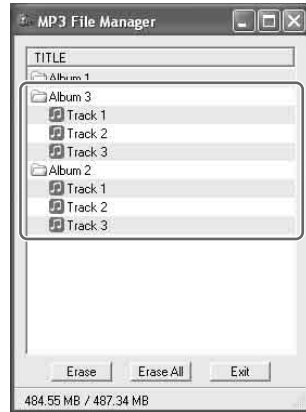 MP3 File Manager
TITLE
Album 1
Album 3
Track 1
Track 2
Track 3
Album 2
Track 1
Track 2
Track 3
Erase Erase All Exit
484.55 MB / 487.34 MB